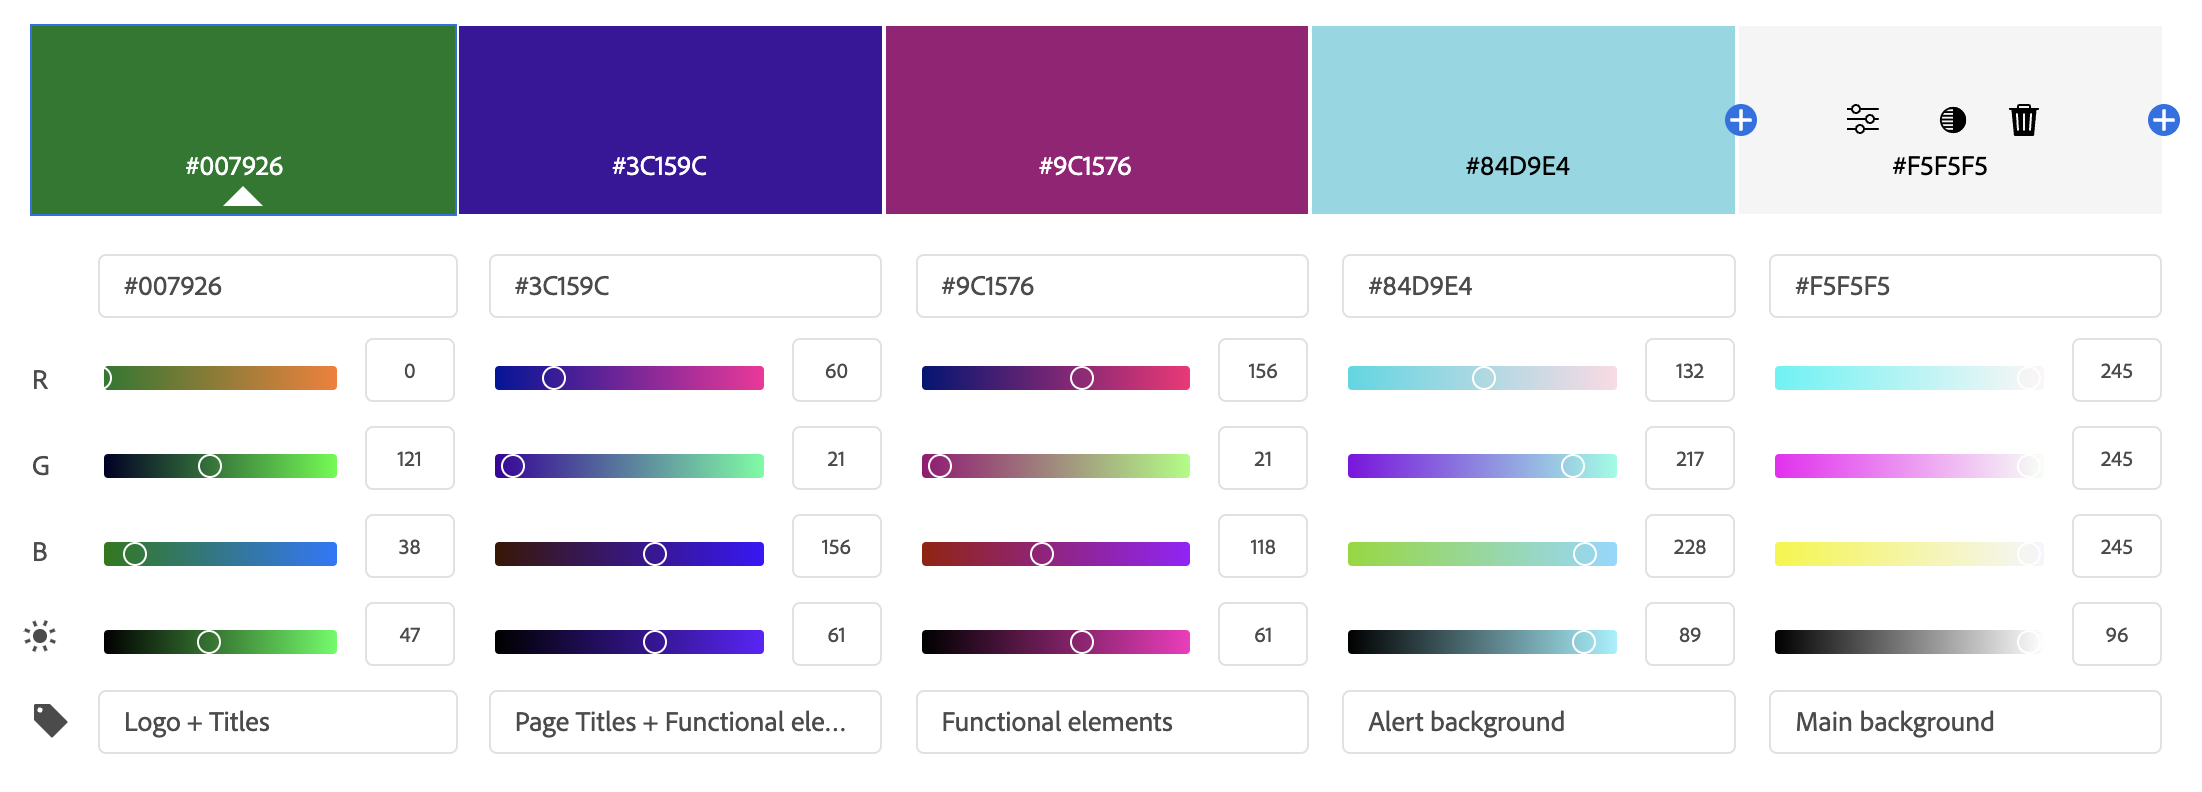 #007926 #3C159C #9C1576 #84D9E4 #F5F5F5
#007926 #3C159C #9C1576 #84D9E4 #F5F5F5
R 0 60 156 132 245
G 121 21 21 217 245
B 38 156 118 228 245
47 61 61 89 96
Logo + Titles Page Titles + Functional ele... Functional elements Alert background Main background